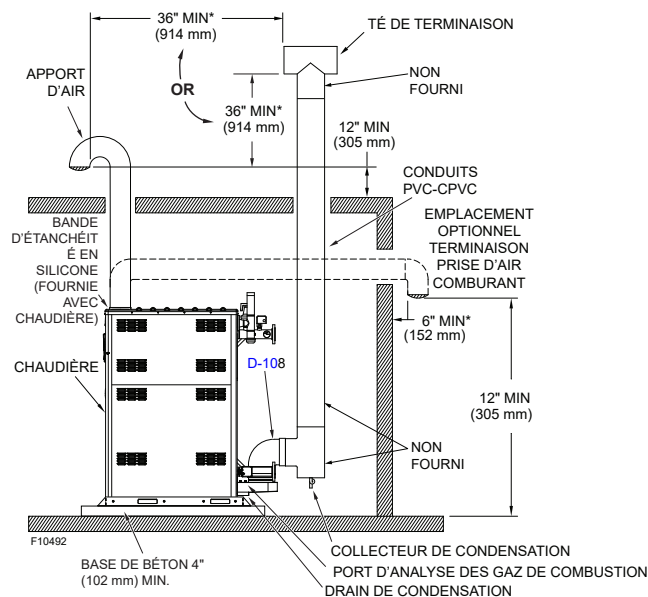 36" MIN*
(914 mm)
TÉ DE TERMINAISON
APPORT
D'AIR
OR
NON
FOURNI
36" MIN*
(914 mm)
12" MIN
(305 mm)
CONDUITS
PVC-CPVC
BANDE
D'ÉTANCHÉIT
É EN
SILICONE
(FOURNIE
AVEC
CHAUDIÈRE)
EMPLACEMENT
OPTIONNEL
TERMINAISON
PRISE D'AIR
COMBURANT
6" MIN*
(152 mm)
CHAUDIÈRE
D-108
12" MIN
(305 mm)
NON
FOURNI
F10492
BASE DE BÉTON 4"
(102 mm) MIN.
COLLECTEUR DE CONDENSATION
PORT D'ANALYSE DES GAZ DE COMBUSTION
DRAIN DE CONDENSATION